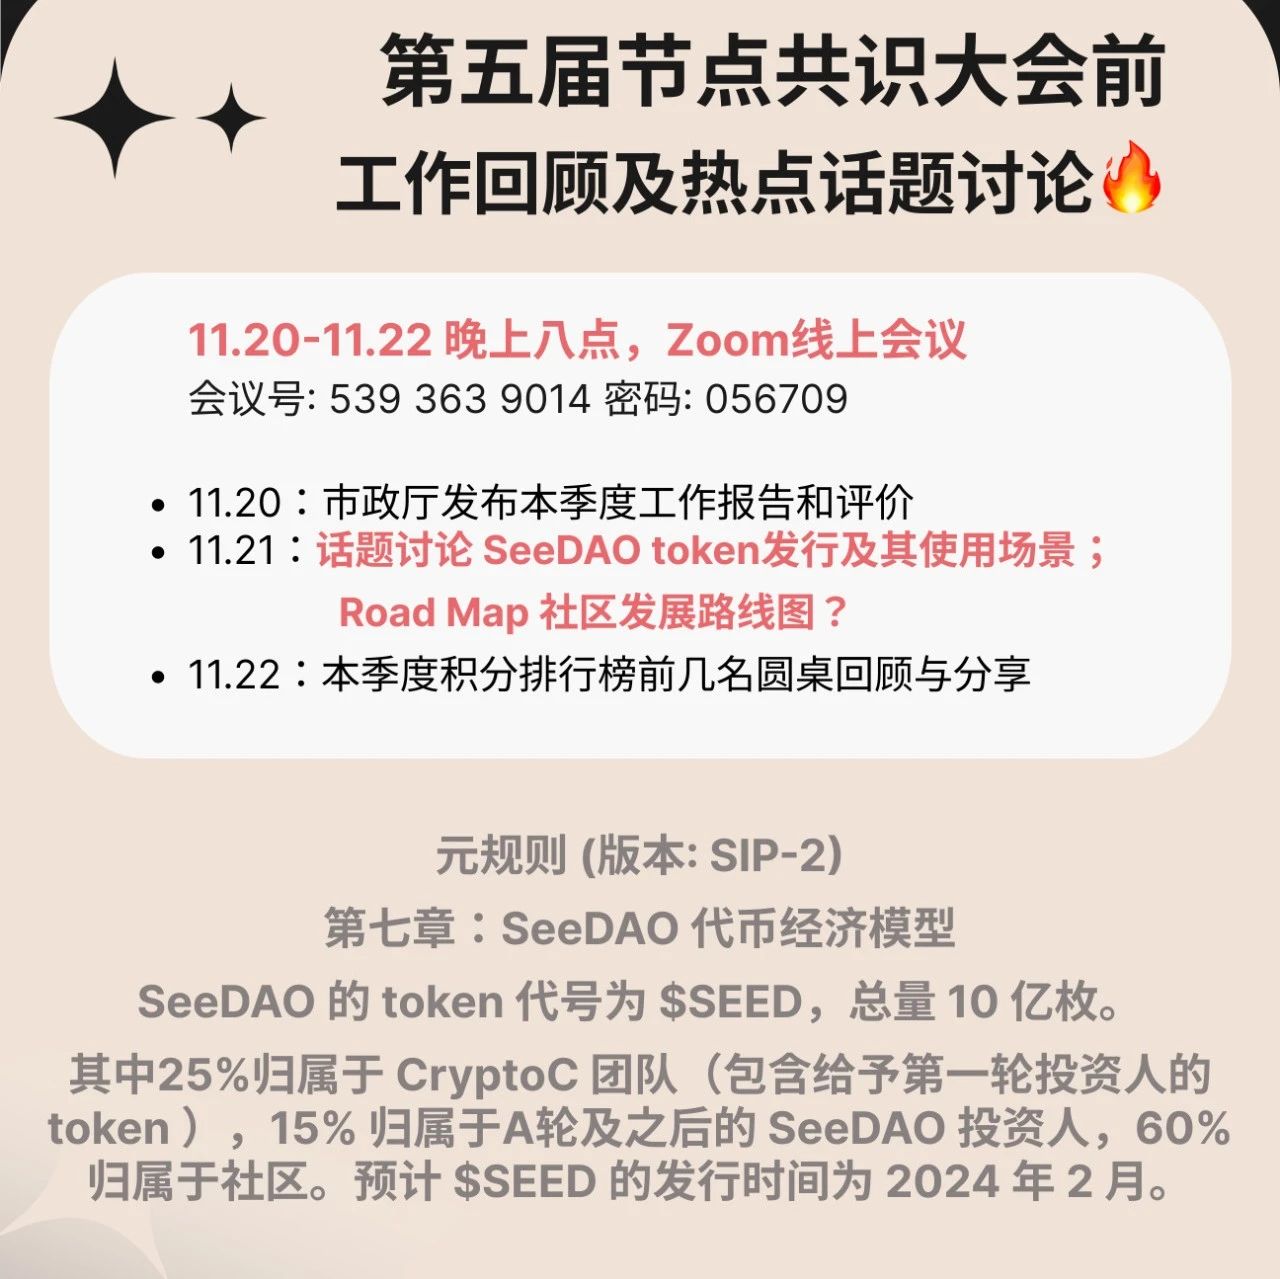 第五届节点共识大会前
工作回顾及热点话题讨论🔥
11.20-11.22 晚上八点，Zoom线上会议
会议号: 539 363 9014 密码: 056709
• 11.20：市政厅发布本季度工作报告和评价
• 11.21：话题讨论 SeeDAO token发行及其使用场景；
Road Map 社区发展路线图？
• 11.22：本季度积分排行榜前几名圆桌回顾与分享
元规则 (版本: SIP-2)
第七章：SeeDAO 代币经济模型
SeeDAO 的 token 代号为 $SEED，总量 10 亿枚。
其中25%归属于 CryptoC 团队（包含给予第一轮投资人的
token ），15% 归属于A轮及之后的 SeeDAO 投资人，60%
归属于社区。预计 $SEED 的发行时间为 2024 年 2 月。